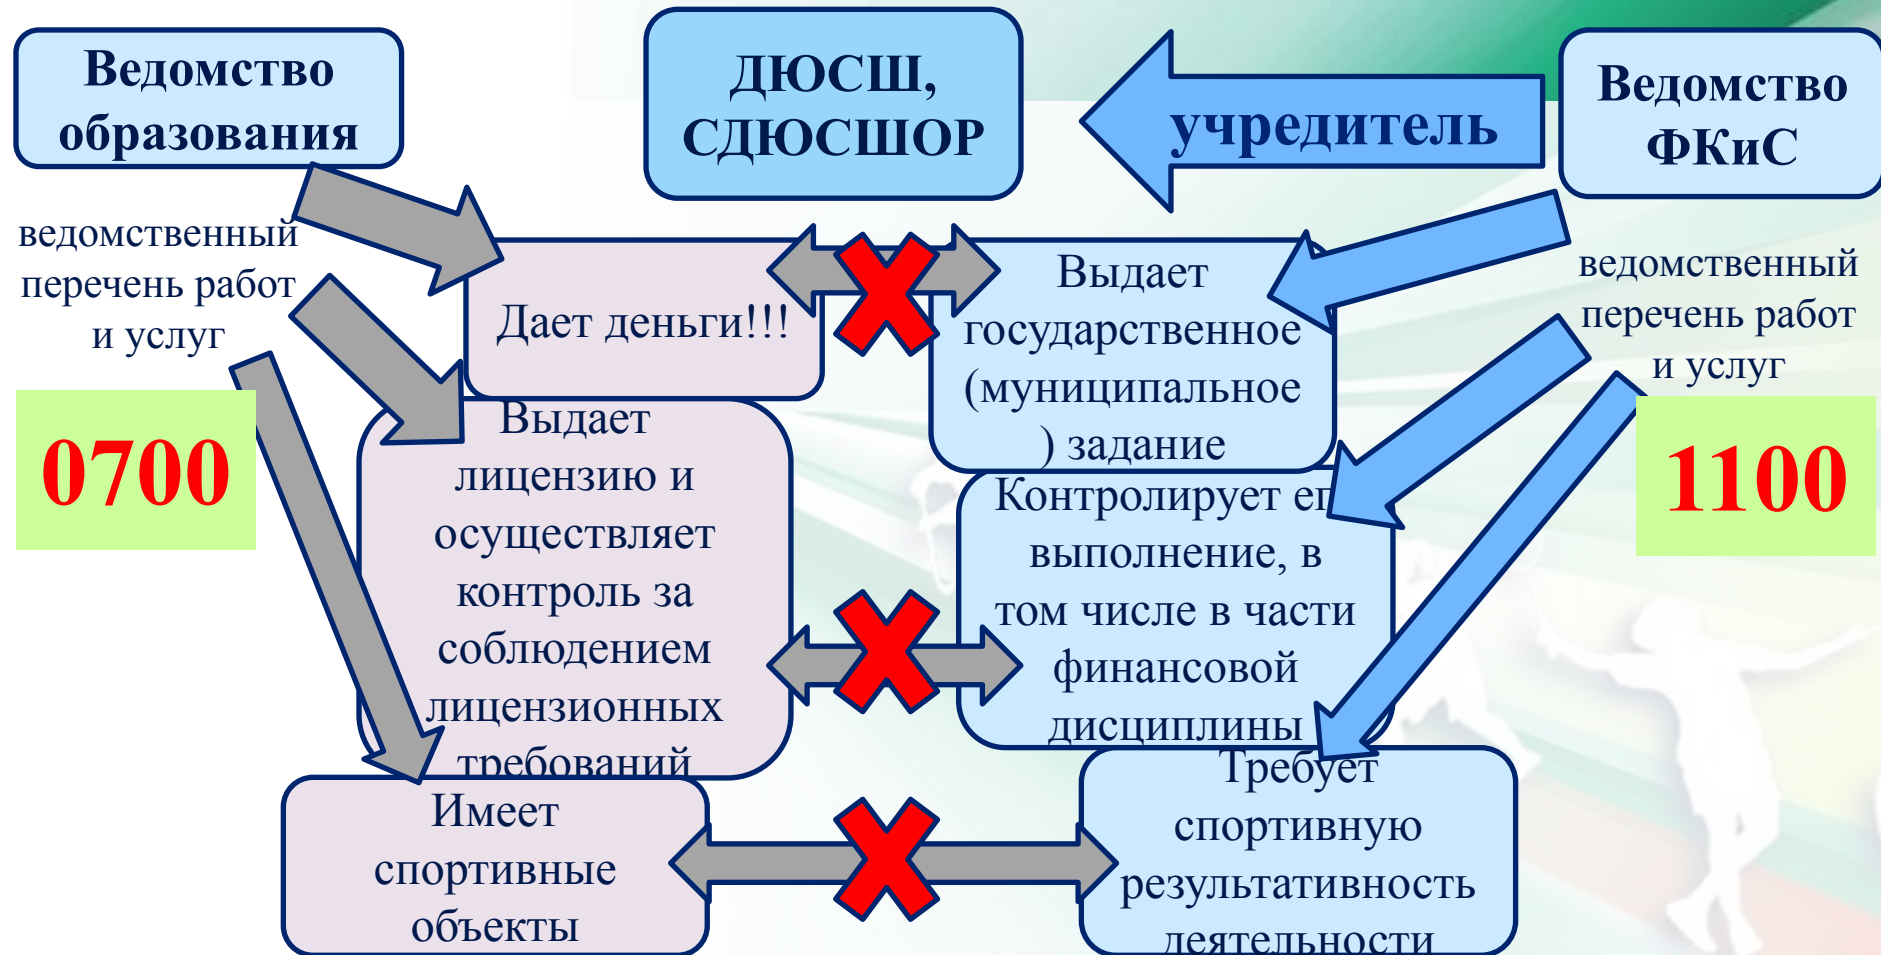 Ведомство
образования
ДЮСШ,
СДЮСШОР
учредитель
Ведомство
ФКиС
ведомственный
перечень работ
и услуг
0700
Дает деньги!!!
Выдает
государственное
(муниципальное
) задание
ведомственный
перечень работ
и услуг
1100
Выдает
лицензию и
осуществляет
контроль за
соблюдением
лицензионных
требований
Контролирует ег
выполнение, в
том числе в части
финансовой
дисциплины
Имеет
спортивные
объекты
Требует
спортивную
результативность
деятельности